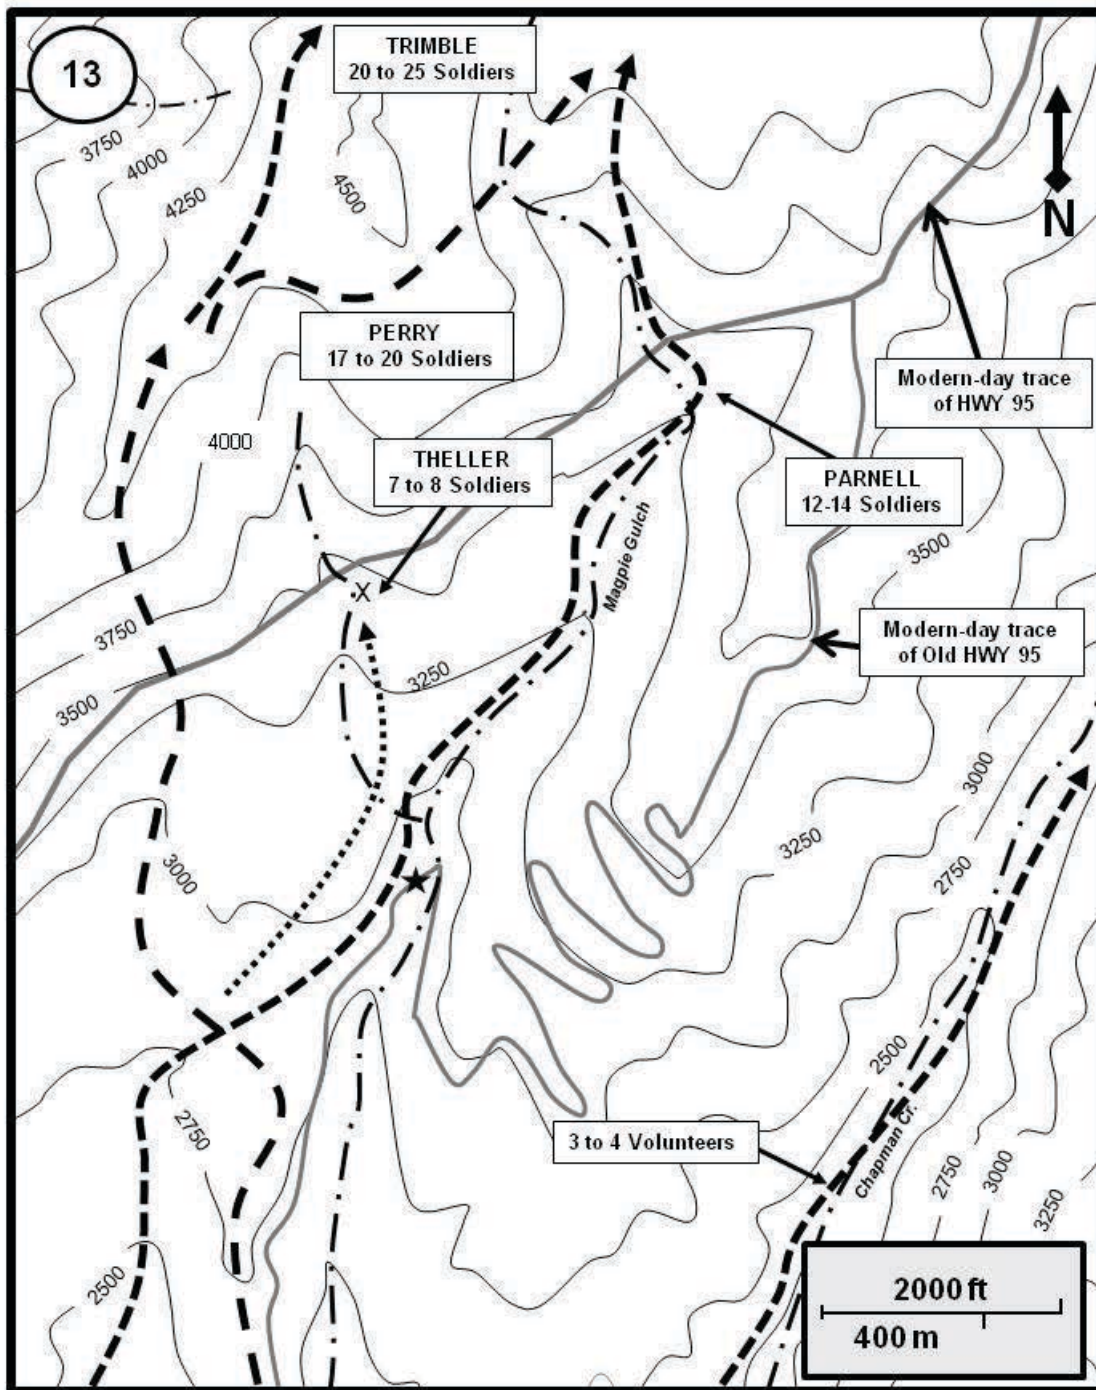 13
TRIMBLE
20 to 25 Soldiers
3750
4000
4250
4500
N
PERRY
17 to 20 Soldiers
Modern-day trace
of HWY 95
4000
THELLER
7 to 8 Soldiers
PARNELL
12-14 Soldiers
3500
Magpie Gulch
X
3750
Modern-day trace
of Old HWY 95
3250
3500
3000
3250
2750
3000
2500
2750
3 to 4 Volunteers
Chapman Cr.
2750
3000
3250
2500
2000 ft
400 m